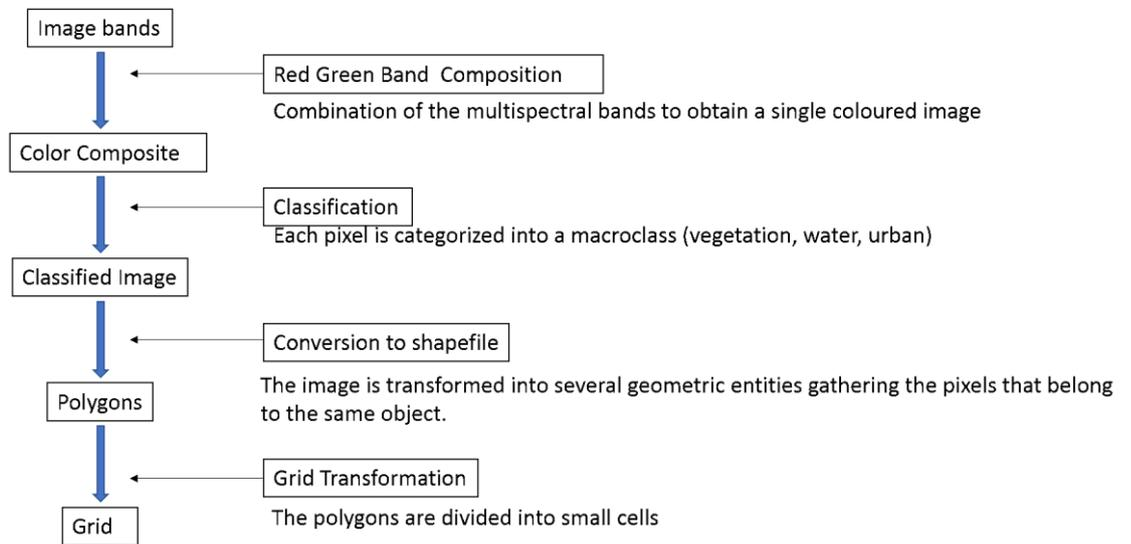 Image bands
Red Green Band  Composition
Combination of the multispectral bands to obtain a single coloured image
Color Composite
Classification
Each pixel is categorized into a macroclass (vegetation, water, urban)
Classified Image
Conversion to shapefile
The image is transformed into several geometric entities gathering the pixels that belong
to the same object.
Polygons
Grid Transformation
The polygons are divided into small cells
Grid